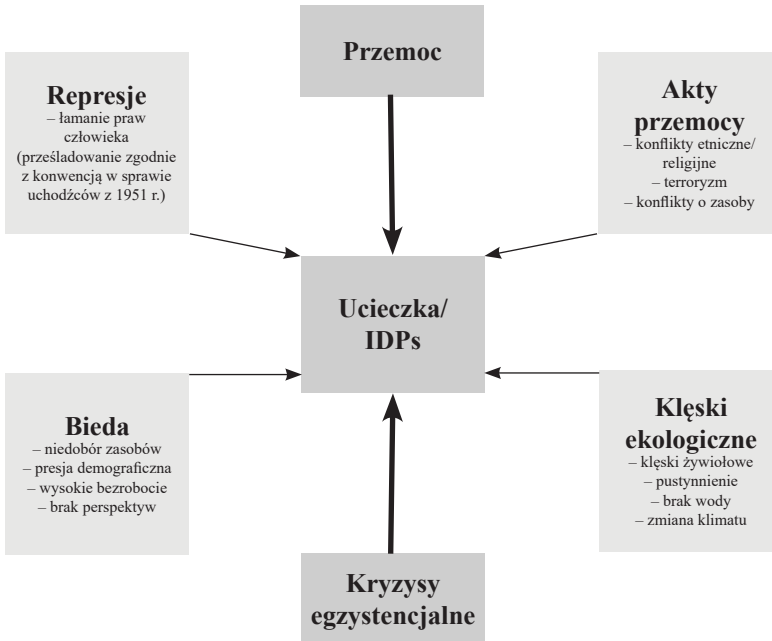 Przemoc
Represje
– łamanie praw
człowieka
(prześladowanie zgodnie
z konwencją w sprawie
uchodźców z 1951 r.)
Akty
przemocy
– konflikty etniczne/
religijne
– terroryzm
– konflikty o zasoby
Ucieczka/
IDPs
Bieda
– niedobór zasobów
– presja demograficzna
– wysokie bezrobocie
– brak perspektyw
Klęski
ekologiczne
– klęski żywiołowe
– pustynnienie
– brak wody
– zmiana klimatu
Kryzysy
egzystencjalne